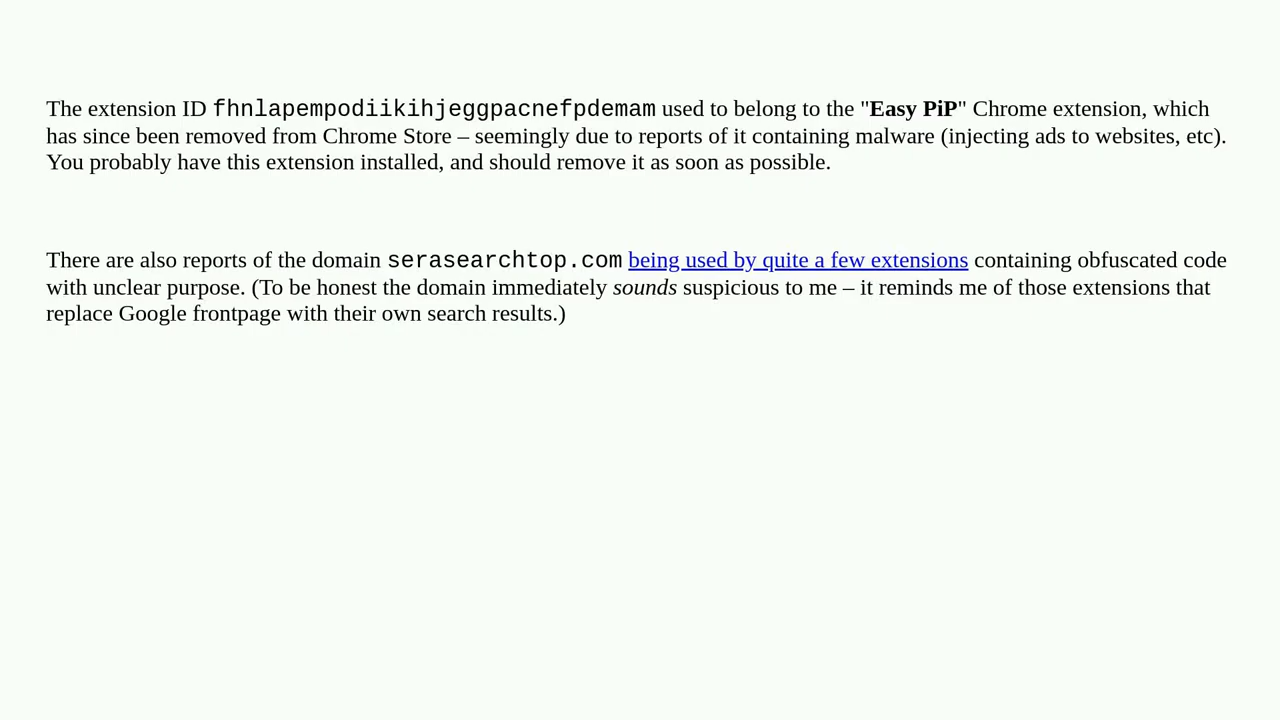 The extension ID fhnlapempodiikihjeggpacnefpdemam used to belong to the "Easy PiP" Chrome extension, which
has since been removed from Chrome Store – seemingly due to reports of it containing malware (injecting ads to websites, etc).
You probably have this extension installed, and should remove it as soon as possible.
There are also reports of the domain serasearchtop.com being used by quite a few extensions containing obfuscated code
with unclear purpose. (To be honest the domain immediately sounds suspicious to me – it reminds me of those extensions that
replace Google frontpage with their own search results.)